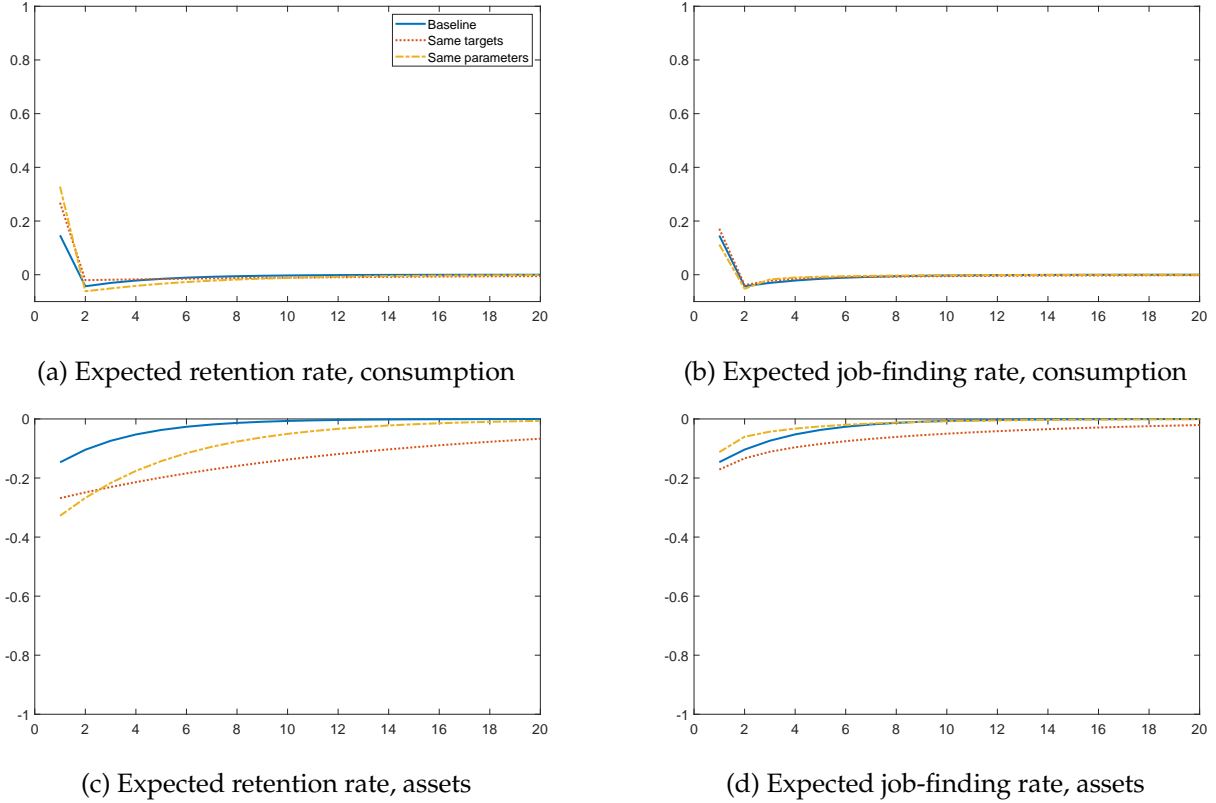 1
0.8
0.6
0.4
0.2
0
0 2 4 6 8 10 12 14 16 18 20
Baseline
Same targets
Same parameters
(a) Expected retention rate, consumption
1
0.8
0.6
0.4
0.2
0
0 2 4 6 8 10 12 14 16 18 20
(b) Expected job-finding rate, consumption
0
-0.2
-0.4
-0.6
-0.8
-1
0 2 4 6 8 10 12 14 16 18 20
(c) Expected retention rate, assets
0
-0.2
-0.4
-0.6
-0.8
-1
0 2 4 6 8 10 12 14 16 18 20
(d) Expected job-finding rate, assets